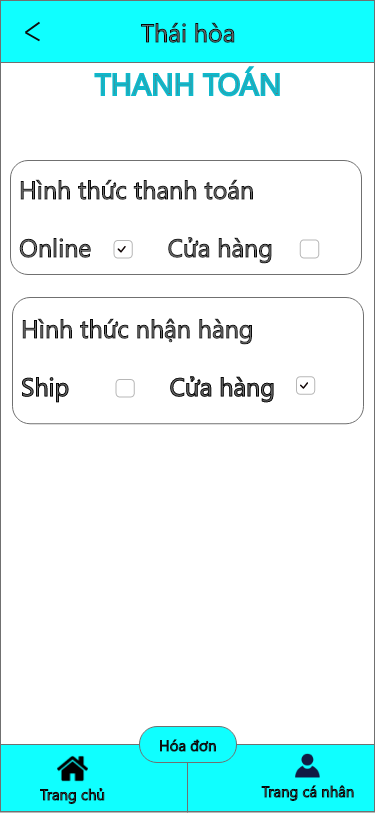 Thái hòa
THANH TOÁN
Hình thức thanh toán
Online Cửa hàng
Hình thức nhận hàng
Ship Cửa hàng
Hóa đơn
Trang chủ Trang cá nhân